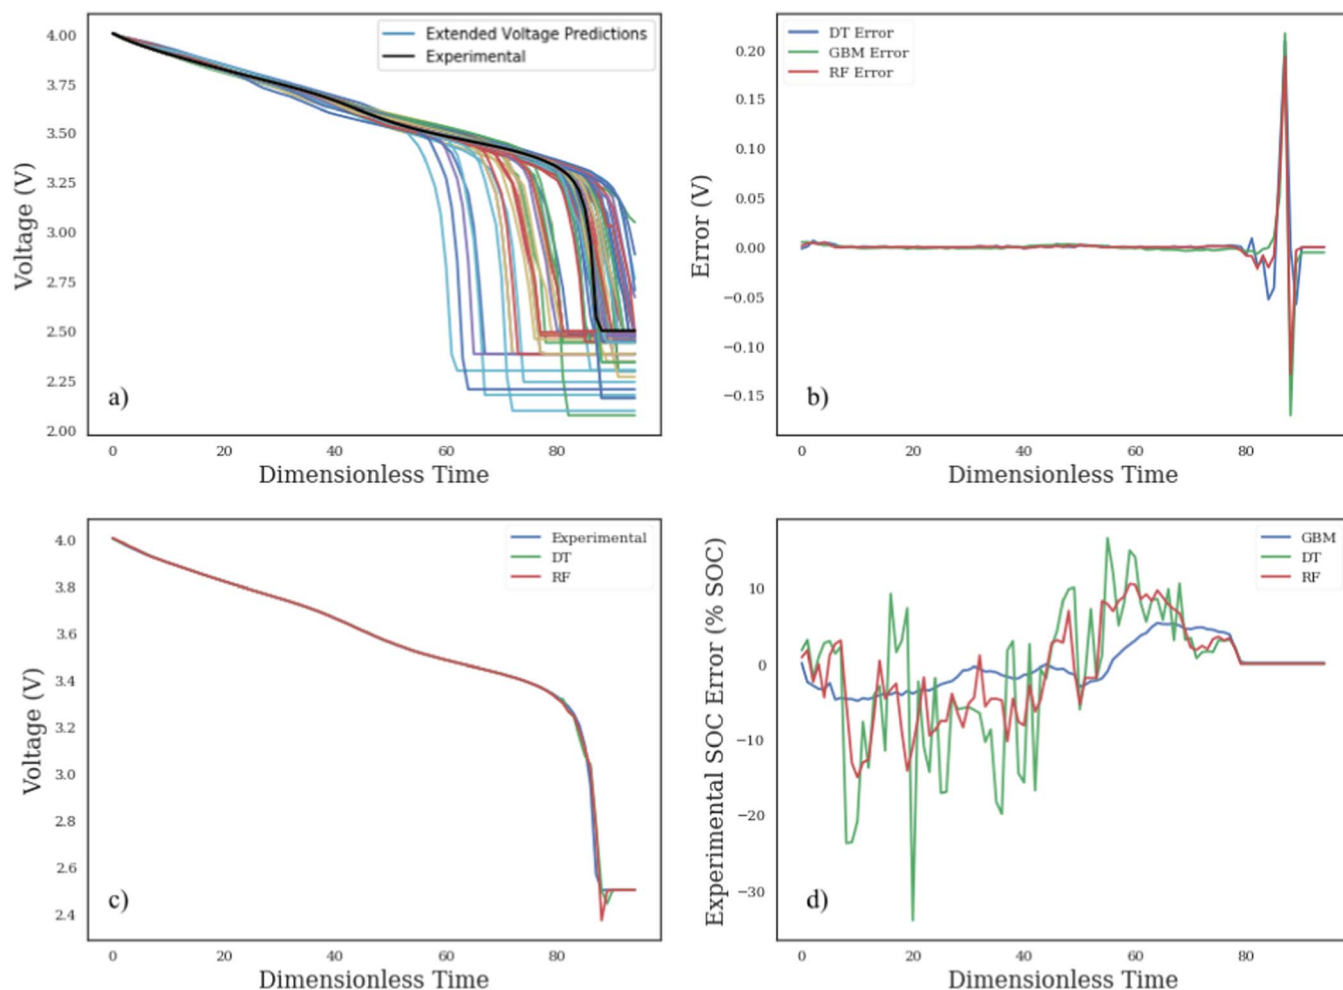 4.00
3.75
3.50
3.25
3.00
2.75
2.50
2.25
2.00
Voltage (V)
Extended Voltage Predictions
Experimental
a)
0 20 40 60 80
Dimensionless Time
0.20
0.15
0.10
0.05
0.00
−0.05
−0.10
−0.15
Error (V)
DT Error
GBM Error
RF Error
b)
0 20 40 60 80
Dimensionless Time
4.0
3.8
3.6
3.4
3.2
3.0
2.8
2.6
2.4
Voltage (V)
Experimental
DT
RF
c)
0 20 40 60 80
Dimensionless Time
10
0
−10
−20
−30
Experimental SOC Error (% SOC)
GBM
DT
RF
d)
0 20 40 60 80
Dimensionless Time